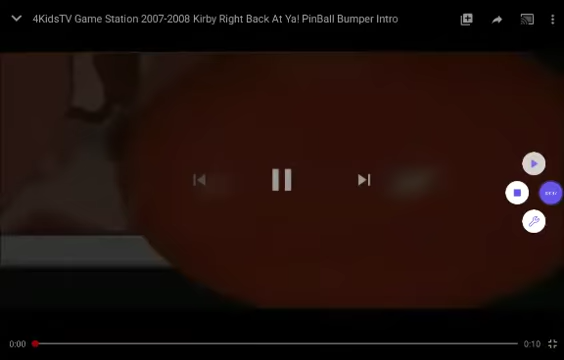 4KidsTV Game Station 2007-2008 Kirby Right Back At Ya! PinBall Bumper Intro
0:00
0:10